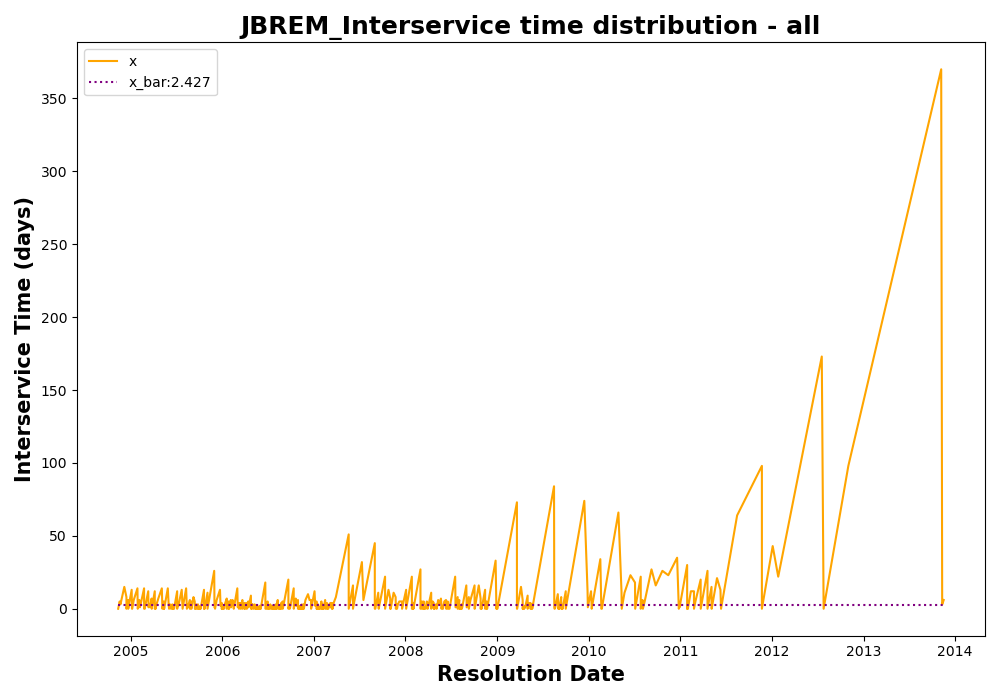 JBREM_Interservice time distribution - all
x
x_bar:2.427
Interservice Time (days)
350
300
250
200
150
100
50
0
2005 2006 2007 2008 2009 2010 2011 2012 2013 2014
Resolution Date